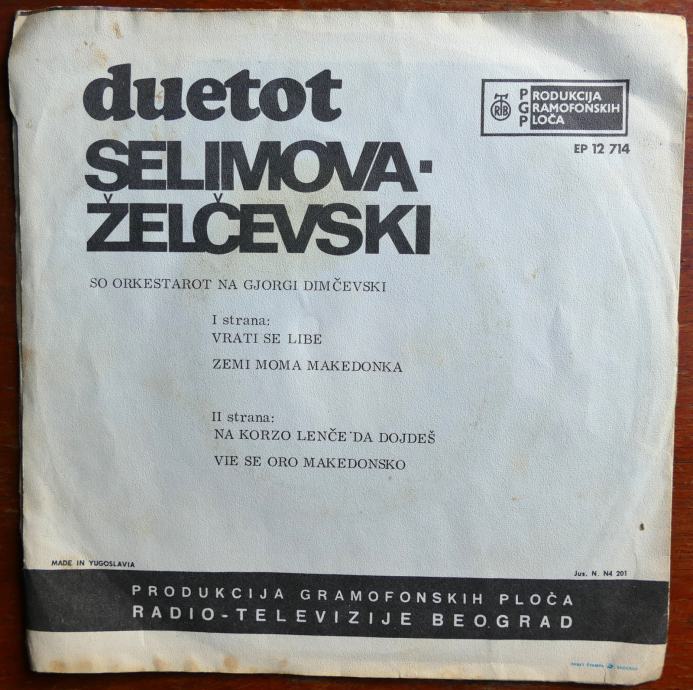 duetot
SELIMOVA·
ŽELČEVSKI
RTB
PGP
PRODUKCIJA
GRAMOFONSKIH
PLOČA
EP 12 714
SO ORKESTAROT NA GJORGI DIMČEVSKI
I strana:
VRATI SE LIBE
ZEMI MOMA MAKEDONKA
II strana:
NA KORZO LENČE DA DOJDEŠ
VIE SE ORO MAKEDONSKO
MADE IN YUGOSLAVIA
Jus. N. N4 201
PRODUKCIJA GRAMOFONSKIH PLOČA
RADIO-TELEVIZIJE BEOGRAD